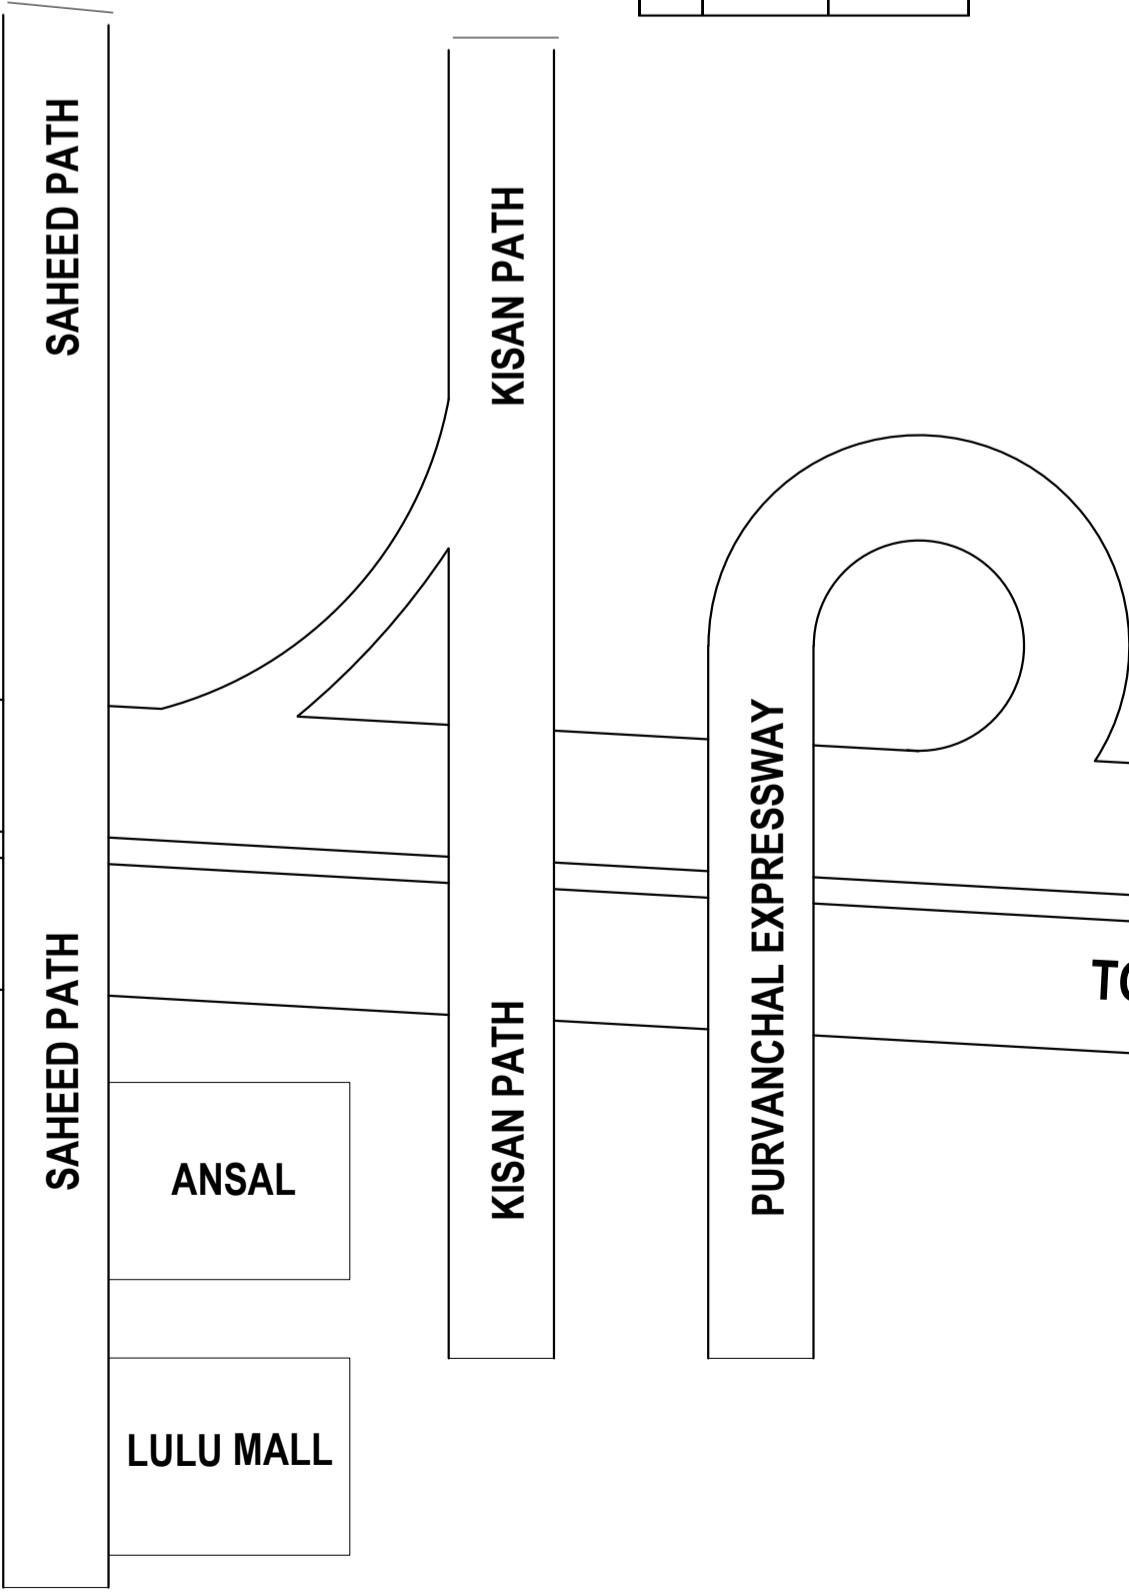 SAHEED PATH
KISAN PATH
PURVANCHAL EXPRESSWAY
SAHEED PATH
KISAN PATH
ANSAL
LULU MALL